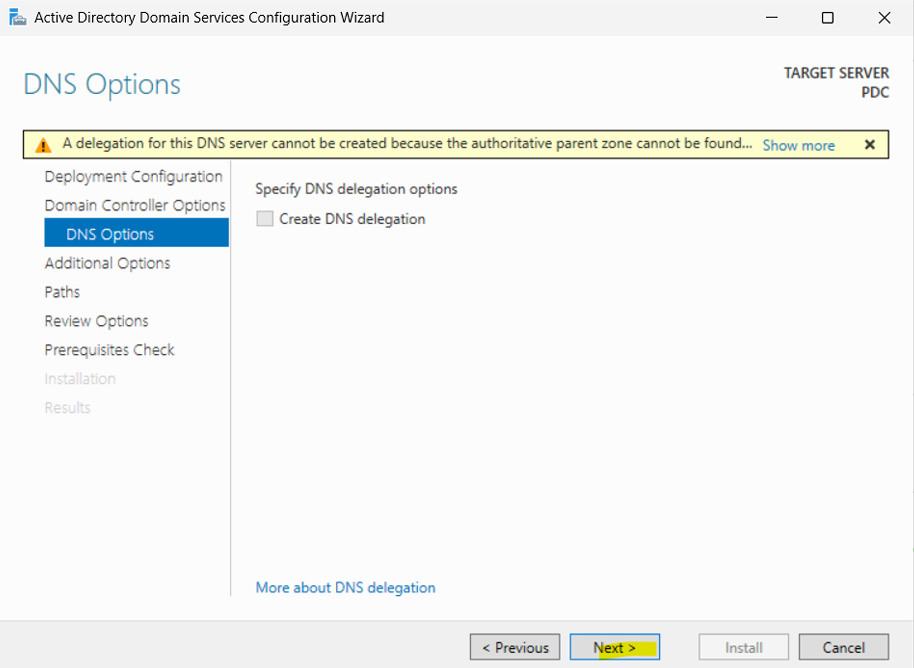 Active Directory Domain Services Configuration Wizard
DNS Options
TARGET SERVER
PDC
A delegation for this DNS server cannot be created because the authoritative parent zone cannot be found... Show more
Deployment Configuration
Domain Controller Options
DNS Options
Additional Options
Paths
Review Options
Prerequisites Check
Installation
Results
Specify DNS delegation options
Create DNS delegation
More about DNS delegation
< Previous Next > Install Cancel